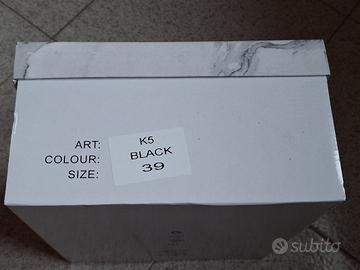 ART: K5
COLOUR: BLACK
SIZE: 39
subito